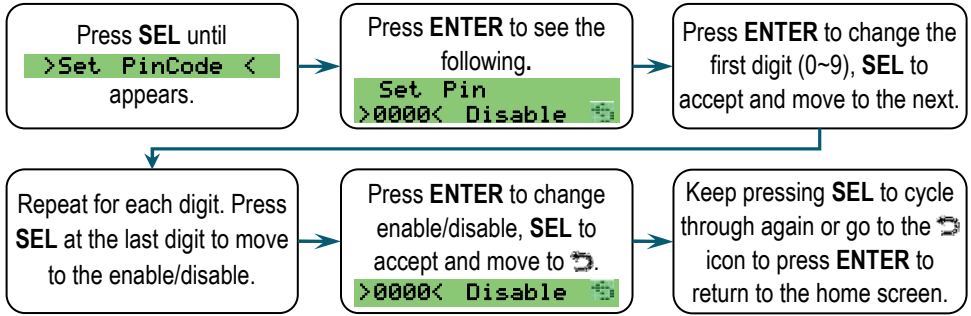 Press SEL until
>Set PinCode <
appears.
Press ENTER to see the
following.
Set Pin
>0000< Disable
Press ENTER to change the
first digit (0~9), SEL to
accept and move to the next.
Repeat for each digit. Press
SEL at the last digit to move
to the enable/disable.
Press ENTER to change
enable/disable, SEL to
accept and move to ⮌.
>0000< Disable
Keep pressing SEL to cycle
through again or go to the ⮌
icon to press ENTER to
return to the home screen.